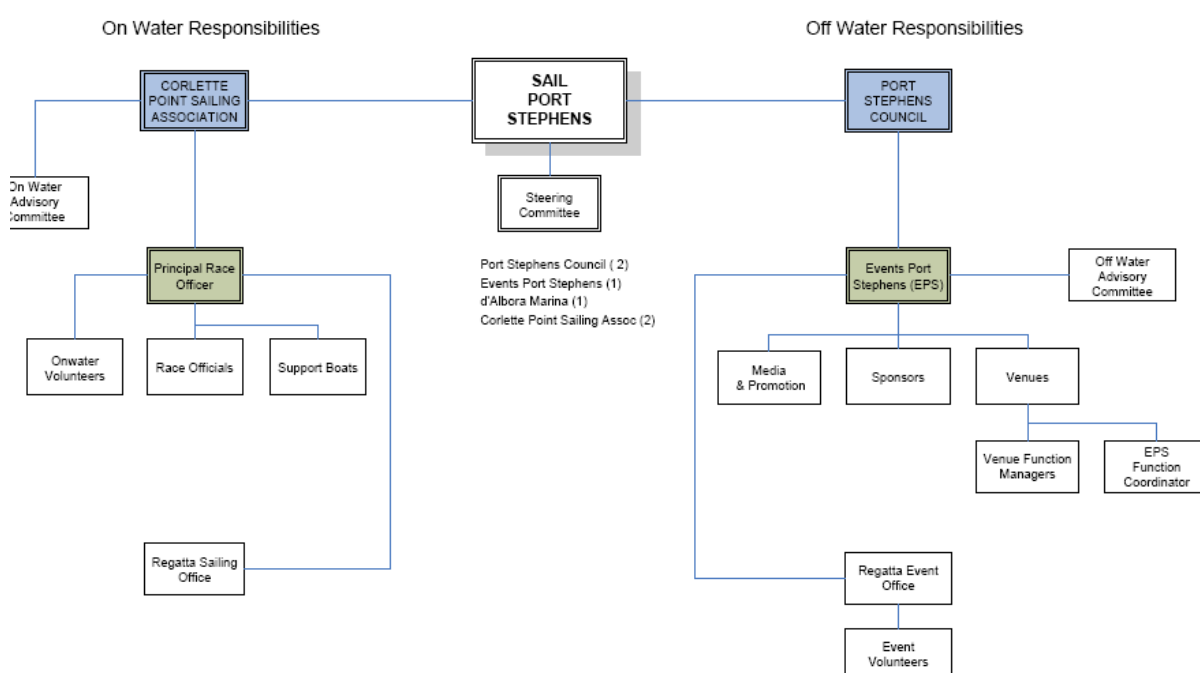 On Water Responsibilities
Off Water Responsibilities
CORLETTE
POINT SAILING
ASSOCIATION
SAIL
PORT
STEPHENS
PORT
STEPHENS
COUNCIL
On Water
Advisory
Committee
Steering
Committee
Principal Race
Officer
Port Stephens Council ( 2)
Events Port Stephens (1)
d'Albora Marina (1)
Corlette Point Sailing Assoc (2)
Events Port
Stephens (EPS)
Off Water
Advisory
Committee
Onwater
Volunteers
Race Officials
Support Boats
Media
& Promotion
Sponsors
Venues
Venue Function
Managers
EPS
Function
Coordinator
Regatta Sailing
Office
Regatta Event
Office
Event
Volunteers